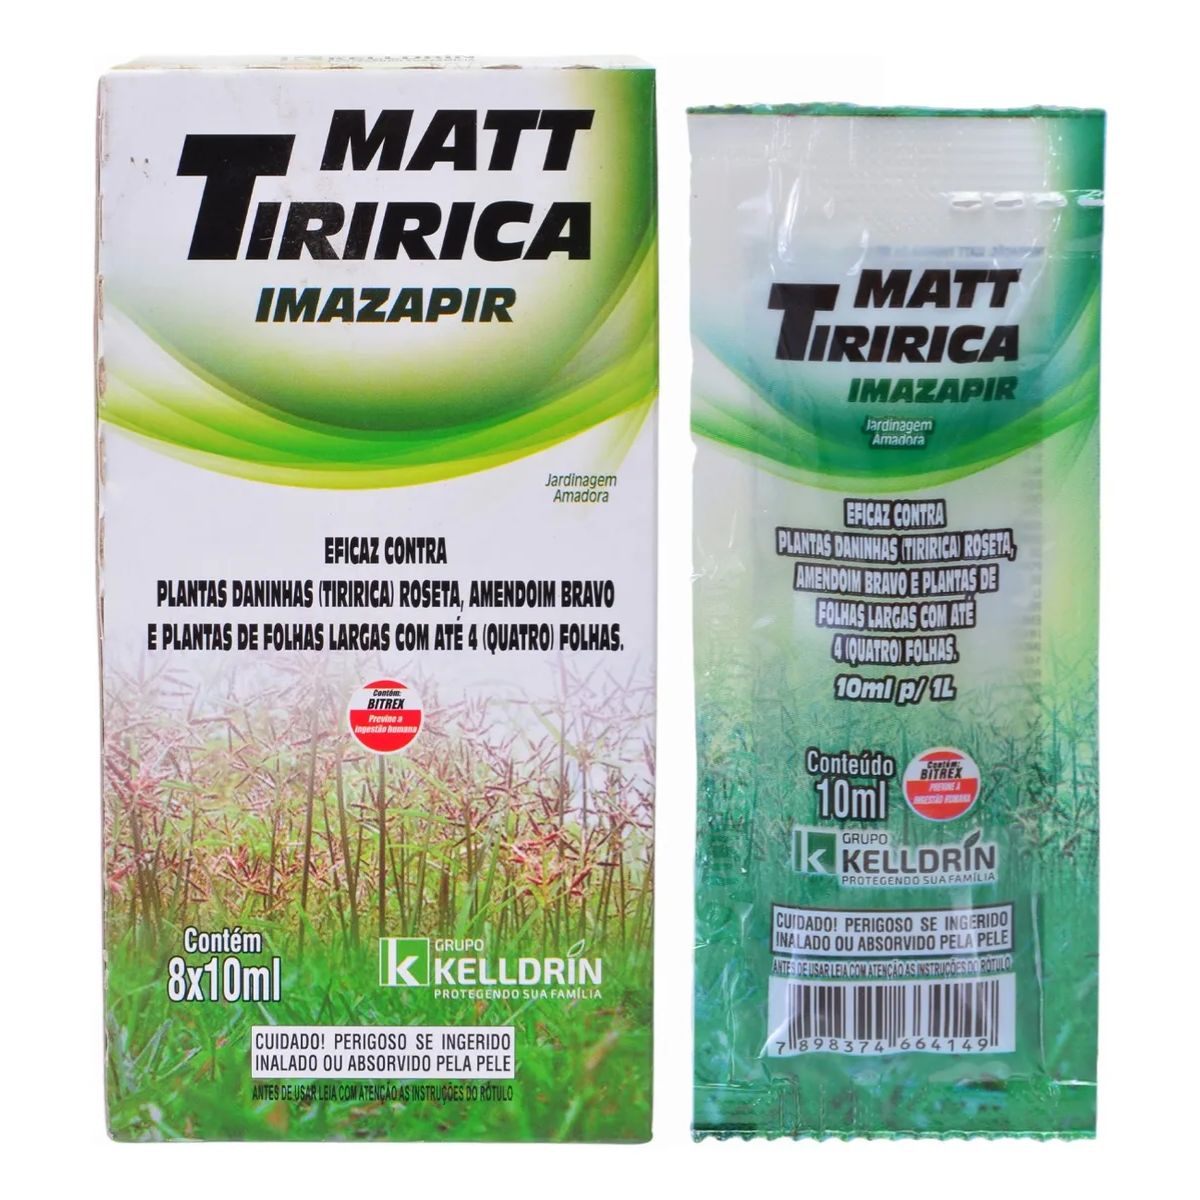 MATT
TIRIRICA
IMAZAPIR
Jardinagem
Amadora
EFICAZ CONTRA
PLANTAS DANINHAS (TIRIRICA) ROSETA, AMENDOIM BRAVO
E PLANTAS DE FOLHAS LARGAS COM ATÉ 4 (QUATRO) FOLHAS.
Contém:
BITREX
Previne a
ingestão humana
Contém
8x10ml
K
GRUPO
KELLDRIN
PROTEGENDO SUA FAMÍLIA
CUIDADO! PERIGOSO SE INGERIDO
INALADO OU ABSORVIDO PELA PELE
ANTES DE USAR LEIA COM ATENÇÃO AS INSTRUÇÕES DO RÓTULO
MATT
TIRIRICA
IMAZAPIR
Jardinagem
Amadora
EFICAZ CONTRA
PLANTAS DANINHAS (TIRIRICA) ROSETA,
AMENDOIM BRAVO E PLANTAS DE
FOLHAS LARGAS COM ATÉ
4 (QUATRO) FOLHAS.
10ml p/ 1L
Conteúdo
10ml
Contém:
BITREX
PREVINE A
INGESTÃO HUMANA
K
GRUPO
KELLDRIN
PROTEGENDO SUA FAMÍLIA
CUIDADO! PERIGOSO SE INGERIDO
INALADO OU ABSORVIDO PELA PELE
ANTES DE USAR LEIA COM ATENÇÃO AS INSTRUÇÕES DO RÓTULO
7 898374 664149